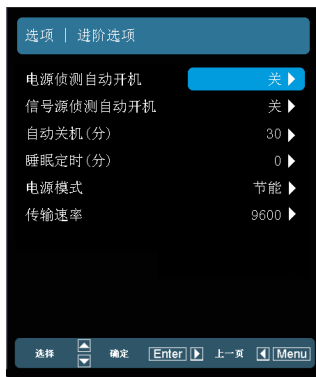 选项 | 进阶选项
电源侦测自动开机 关
信号源侦测自动开机 关
自动关机(分) 30
睡眠定时(分) 0
电源模式 节能
传输速率 9600
选择 确定 Enter 上一页 Menu